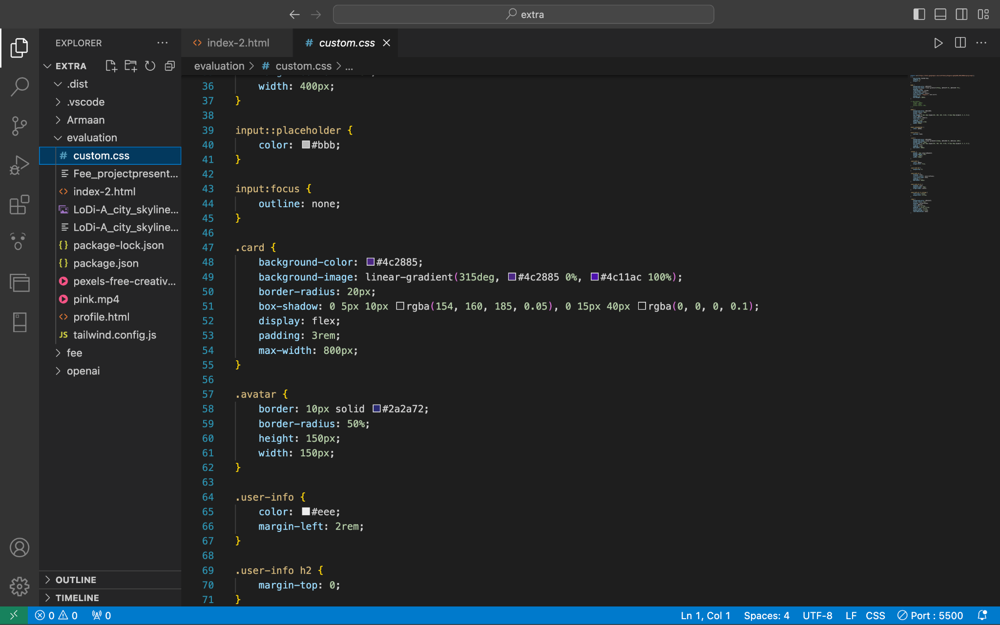 extra
EXPLORER
EXTRA
.dist
.vscode
Armaan
evaluation
# custom.css
Fee_projectpresent...
<> index-2.html
LoDi-A_city_skyline...
LoDi-A_city_skyline...
{} package-lock.json
{} package.json
pexels-free-creativ...
pink.mp4
<> profile.html
JS tailwind.config.js
fee
openai
OUTLINE
TIMELINE
<> index-2.html
# custom.css
evaluation > # custom.css > ...
36 width: 400px;
37 }
38
39 input::placeholder {
40 color: #bbb;
41 }
42
43 input:focus {
44 outline: none;
45 }
46
47 .card {
48 background-color: #4c2885;
49 background-image: linear-gradient(315deg, #4c2885 0%, #4c11ac 100%);
50 border-radius: 20px;
51 box-shadow: 0 5px 10px rgba(154, 160, 185, 0.05), 0 15px 40px rgba(0, 0, 0, 0.1);
52 display: flex;
53 padding: 3rem;
54 max-width: 800px;
55 }
56
57 .avatar {
58 border: 10px solid #2a2a72;
59 border-radius: 50%;
60 height: 150px;
61 width: 150px;
62 }
63
64 .user-info {
65 color: #eee;
66 margin-left: 2rem;
67 }
68
69 .user-info h2 {
70 margin-top: 0;
71 }
0 0 0
Ln 1, Col 1 Spaces: 4 UTF-8 LF CSS Port : 5500